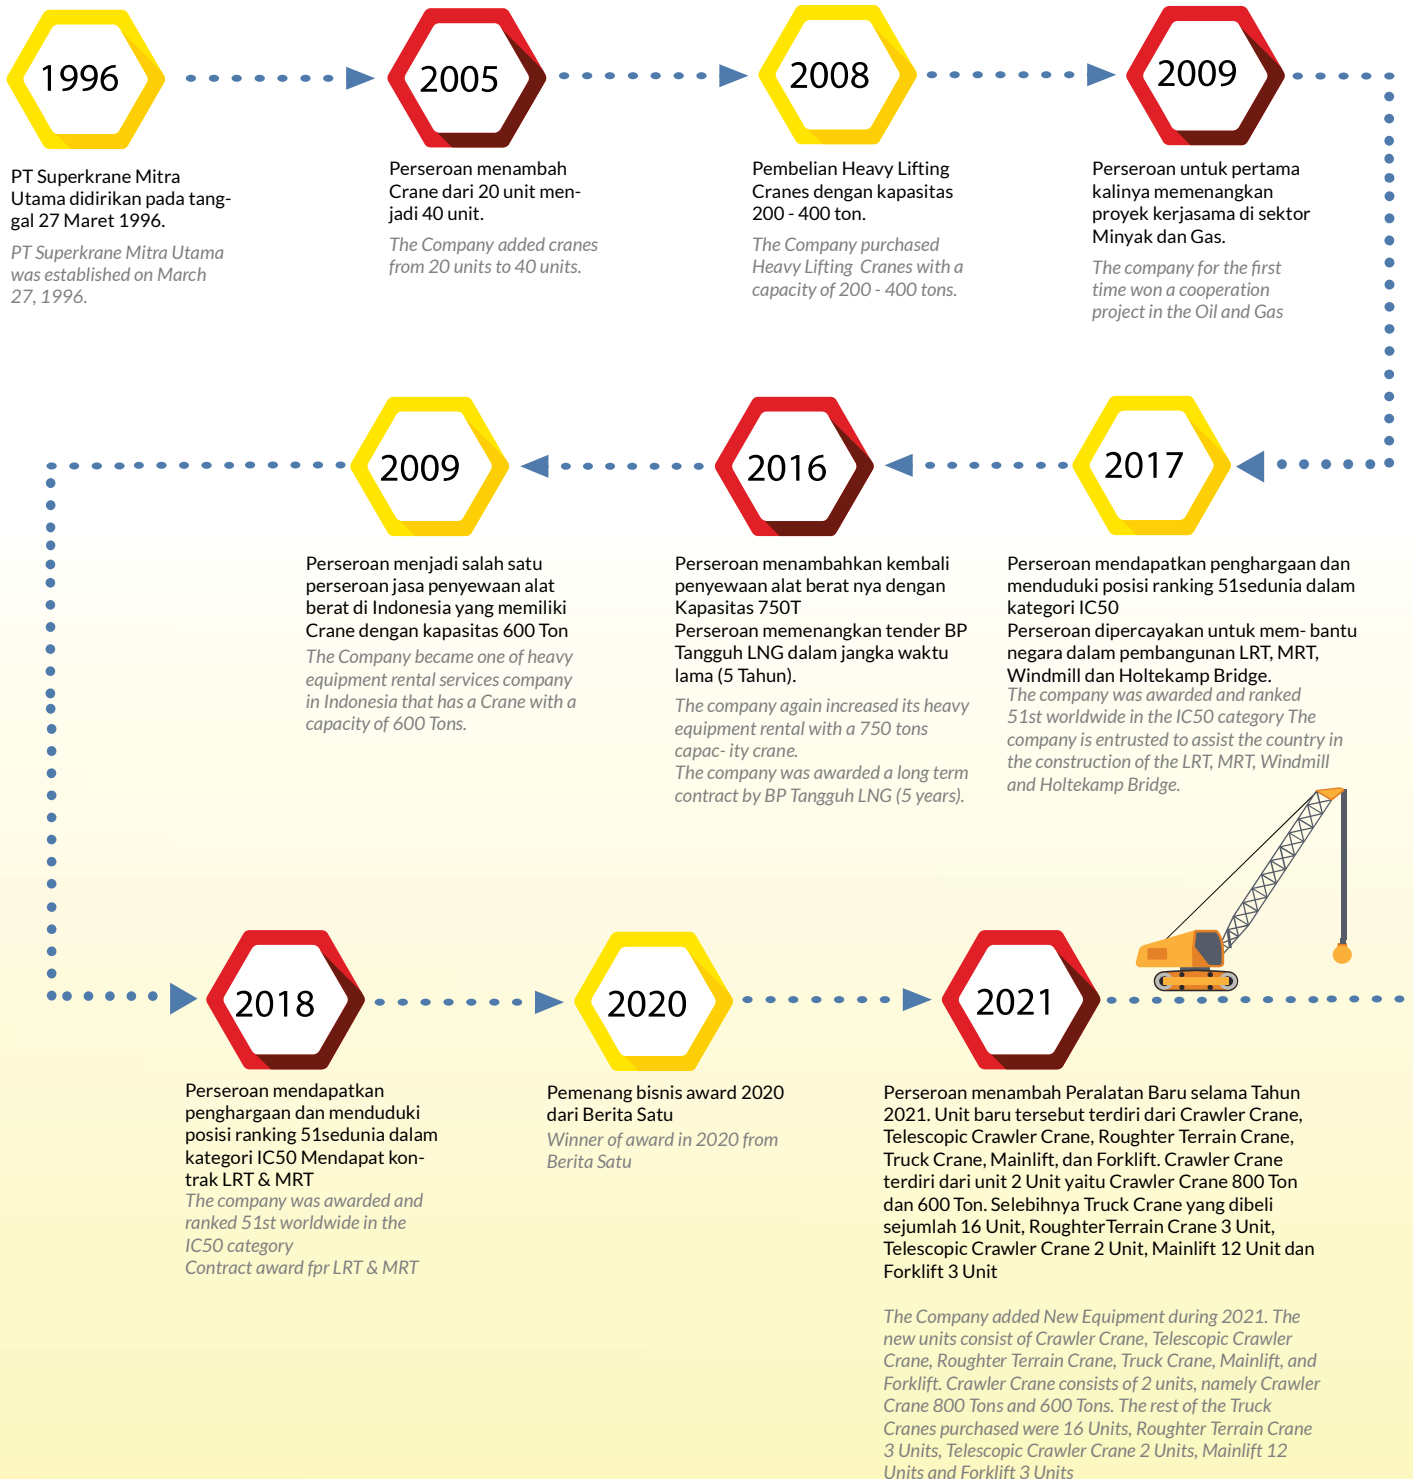 1996
PT Superkrane Mitra
Utama didirikan pada tang-
gal 27 Maret 1996.
PT Superkrane Mitra Utama
was established on March
27, 1996.
2005
Perseroan menambah
Crane dari 20 unit men-
jadi 40 unit.
The Company added cranes
from 20 units to 40 units.
2008
Pembelian Heavy Lifting
Cranes dengan kapasitas
200 - 400 ton.
The Company purchased
Heavy Lifting Cranes with a
capacity of 200 - 400 tons.
2009
Perseroan untuk pertama
kalinya memenangkan
proyek kerjasama di sektor
Minyak dan Gas.
The company for the first
time won a cooperation
project in the Oil and Gas
2009
Perseroan menjadi salah satu
perseroan jasa penyewaan alat
berat di Indonesia yang memiliki
Crane dengan kapasitas 600 Ton
The Company became one of heavy
equipment rental services company
in Indonesia that has a Crane with a
capacity of 600 Tons.
2016
Perseroan menambahkan kembali
penyewaan alat berat nya dengan
Kapasitas 750T
Perseroan memenangkan tender BP
Tangguh LNG dalam jangka waktu
lama (5 Tahun).
The company again increased its heavy
equipment rental with a 750 tons
capac- ity crane.
The company was awarded a long term
contract by BP Tangguh LNG (5 years).
2017
Perseroan mendapatkan penghargaan dan
menduduki posisi ranking 51sedunia dalam
kategori IC50
Perseroan dipercayakan untuk mem- bantu
negara dalam pembangunan LRT, MRT,
Windmill dan Holtekamp Bridge.
The company was awarded and ranked
51st worldwide in the IC50 category The
company is entrusted to assist the country in
the construction of the LRT, MRT, Windmill
and Holtekamp Bridge.
2018
Perseroan mendapatkan
penghargaan dan menduduki
posisi ranking 51sedunia dalam
kategori IC50 Mendapat kon-
trak LRT & MRT
The company was awarded and
ranked 51st worldwide in the
IC50 category
Contract award fpr LRT & MRT
2020
Pemenang bisnis award 2020
dari Berita Satu
Winner of award in 2020 from
Berita Satu
2021
Perseroan menambah Peralatan Baru selama Tahun
2021. Unit baru tersebut terdiri dari Crawler Crane,
Telescopic Crawler Crane, Roughter Terrain Crane,
Truck Crane, Mainlift, dan Forklift. Crawler Crane
terdiri dari unit 2 Unit yaitu Crawler Crane 800 Ton
dan 600 Ton. Selebihnya Truck Crane yang dibeli
sejumlah 16 Unit, RoughterTerrain Crane 3 Unit,
Telescopic Crawler Crane 2 Unit, Mainlift 12 Unit dan
Forklift 3 Unit
The Company added New Equipment during 2021. The
new units consist of Crawler Crane, Telescopic Crawler
Crane, Roughter Terrain Crane, Truck Crane, Mainlift, and
Forklift. Crawler Crane consists of 2 units, namely Crawler
Crane 800 Tons and 600 Tons. The rest of the Truck
Cranes purchased were 16 Units, Roughter Terrain Crane
3 Units, Telescopic Crawler Crane 2 Units, Mainlift 12
Units and Forklift 3 Units